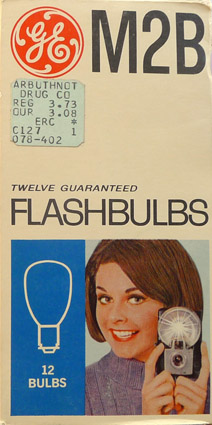 GE
M2B
ARBUTHNOT
DRUG CO
REG 3.73
OUR 3.08
ERC *
C127 1
078-402
TWELVE GUARANTEED
FLASHBULBS
12
BULBS